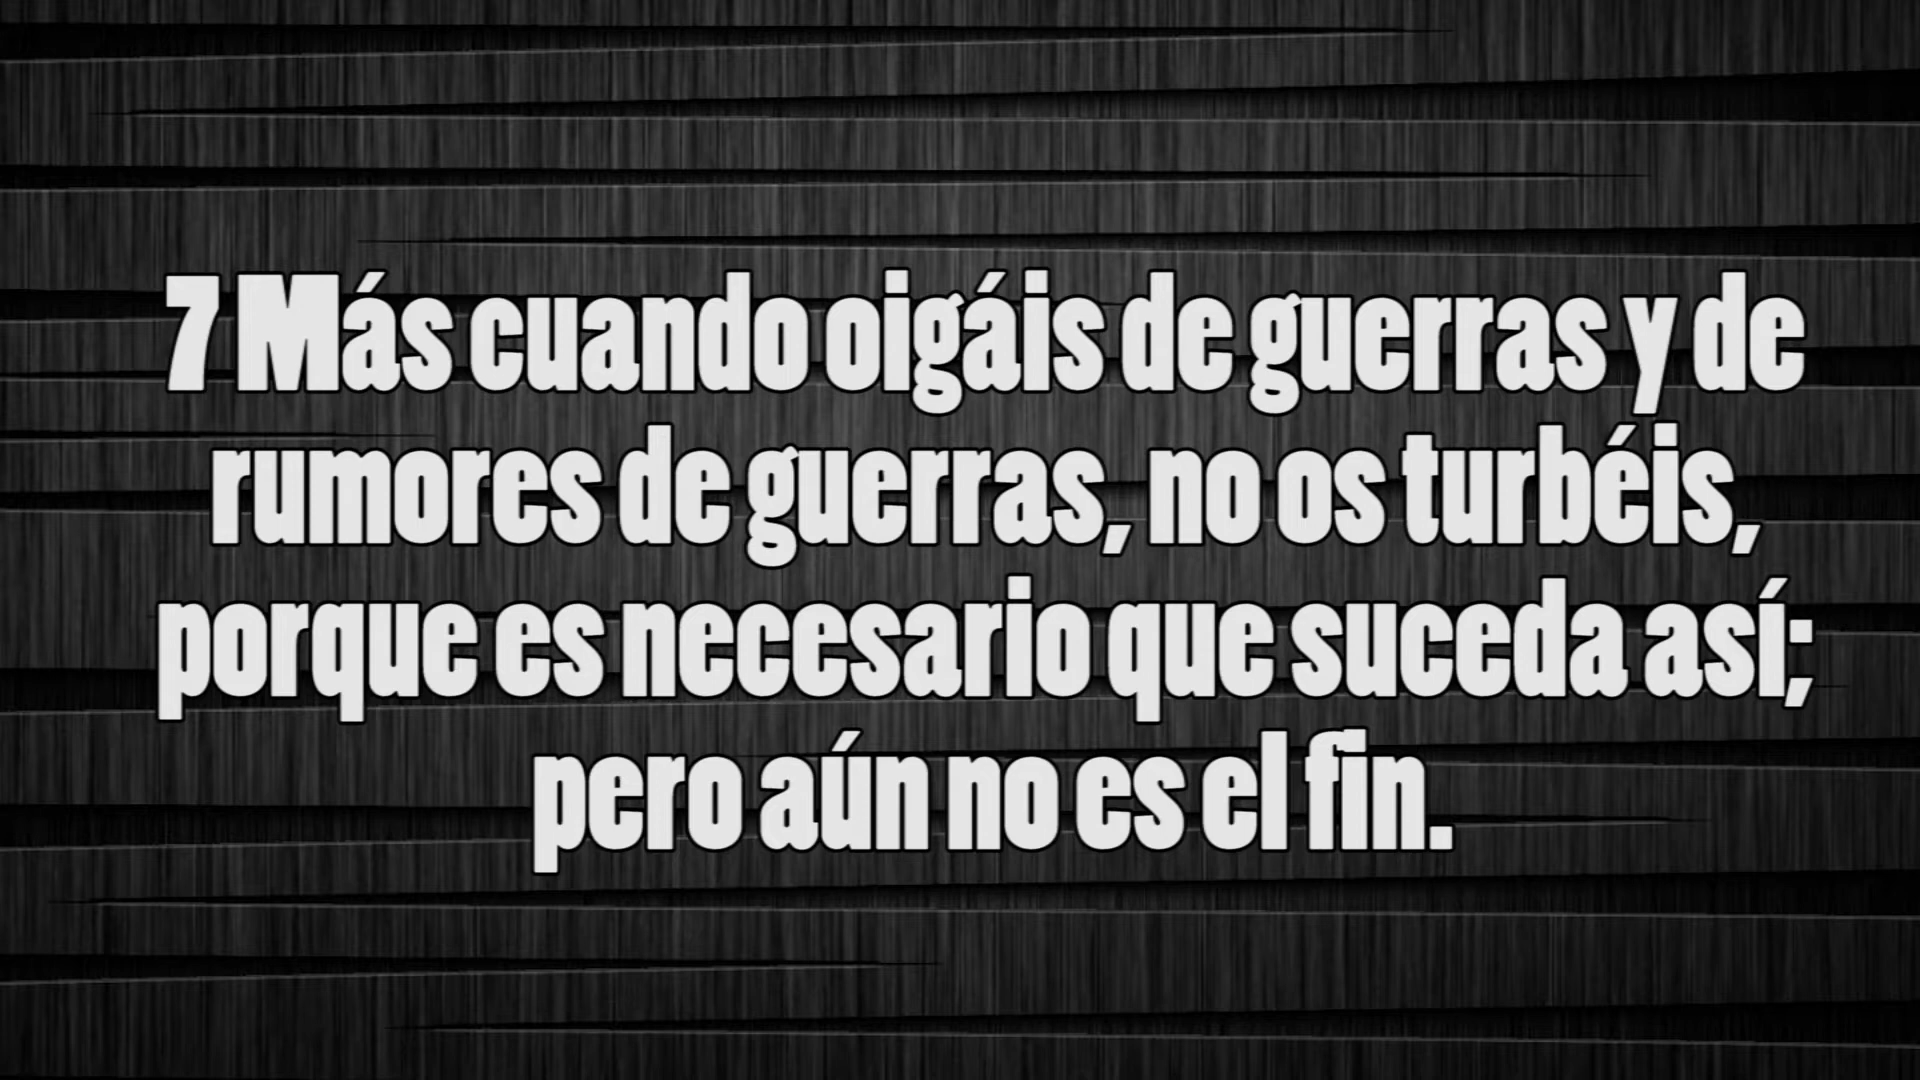 7 Más cuando oigáis de guerras y de
rumores de guerras, no os turbéis,
porque es necesario que suceda así;
pero aún no es el fin.